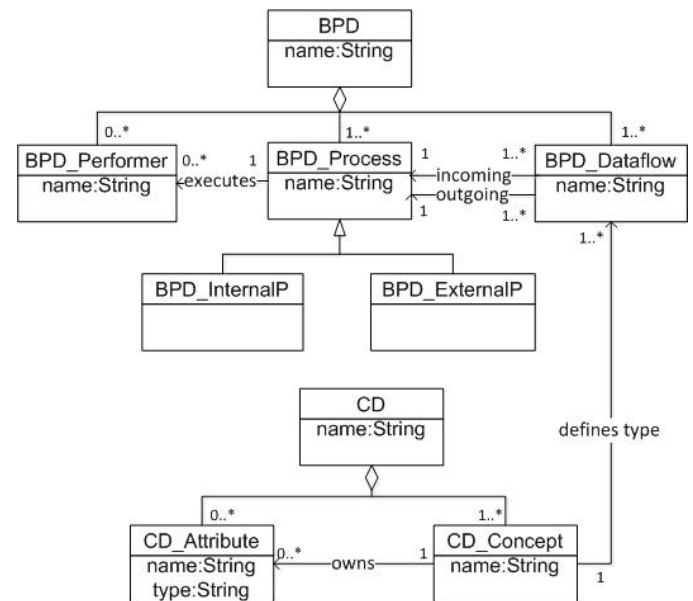 BPD
name:String
0..*
1..*
1..*
BPD_Performer
name:String
0..*
executes
1
BPD_Process
name:String
1
incoming
1..*
outgoing
1
1..*
BPD_Dataflow
name:String
1..*
BPD_InternalP
BPD_ExternalP
CD
name:String
defines type
0..*
1..*
CD_Attribute
name:String
type:String
0..*
owns
1
CD_Concept
name:String
1